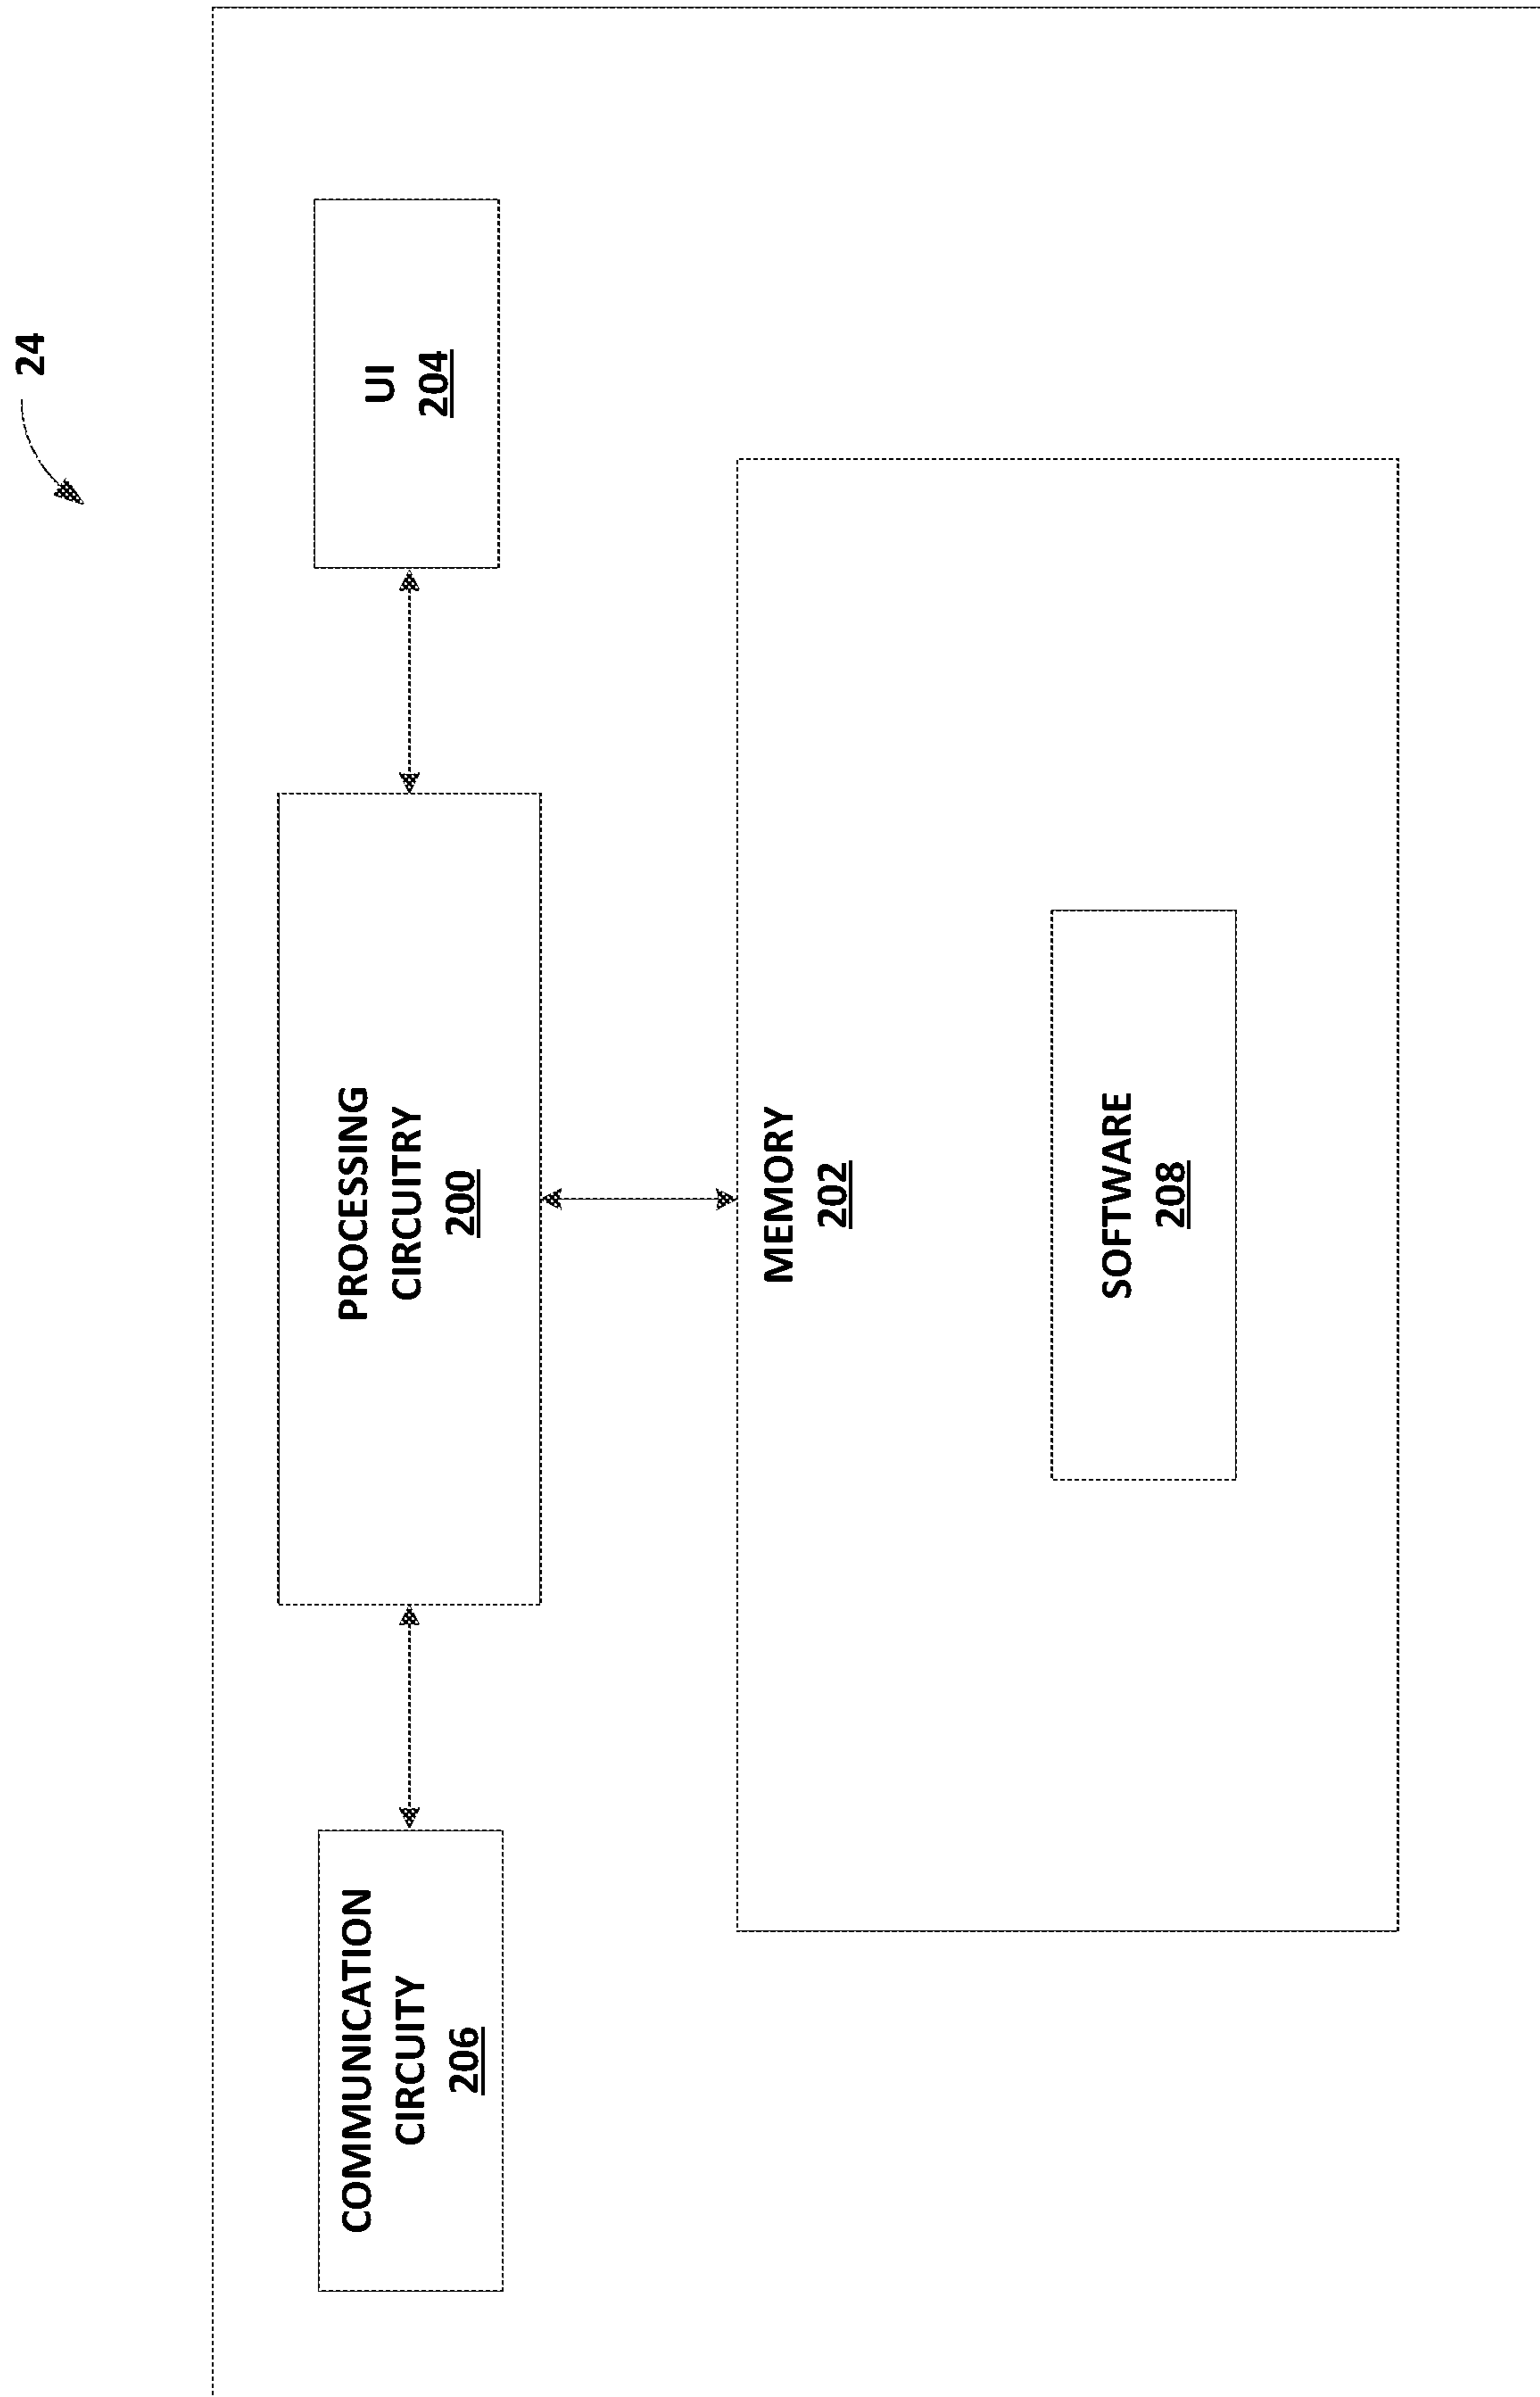 24
COMMUNICATION
CIRCUITY
206
PROCESSING
CIRCUITRY
200
UI
204
MEMORY
202
SOFTWARE
208